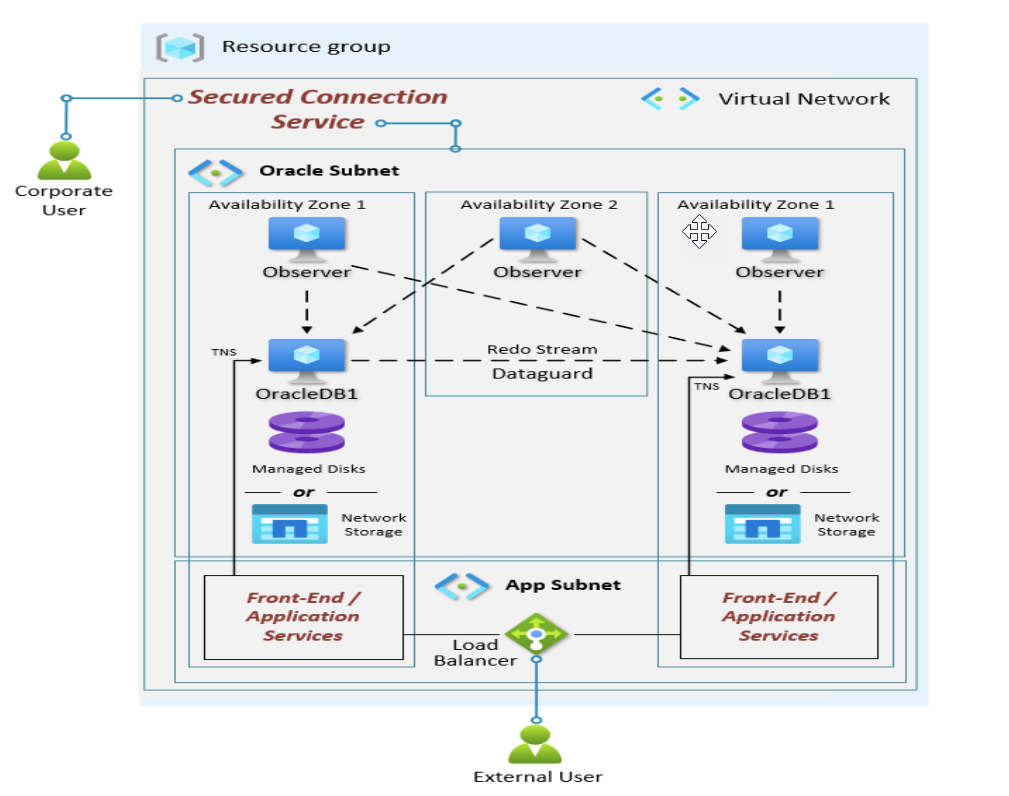 Resource group
Secured Connection
Service
Virtual Network
Corporate
User
Oracle Subnet
Availability Zone 1
Availability Zone 2
Availability Zone 1
Observer
Observer
Observer
TNS
Redo Stream
Dataguard
TNS
OracleDB1
OracleDB1
Managed Disks
Managed Disks
or
or
Network
Storage
Network
Storage
App Subnet
Front-End /
Application
Services
Load
Balancer
Front-End /
Application
Services
External User